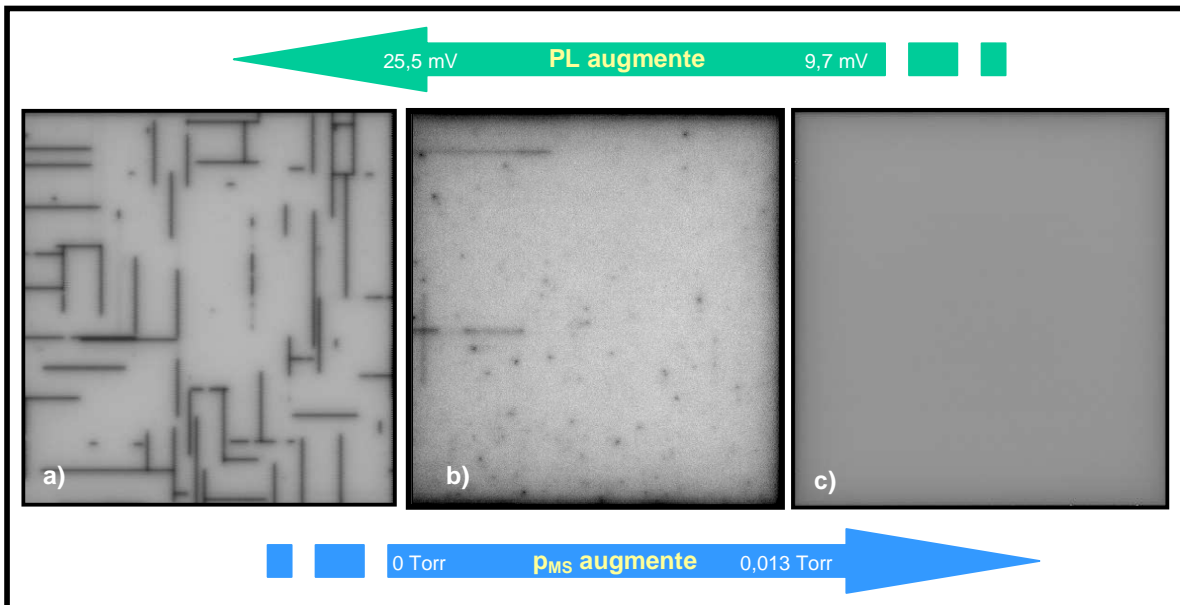 25,5 mV PL augmente 9,7 mV
a) b) c)
0 Torr pMS augmente 0,013 Torr